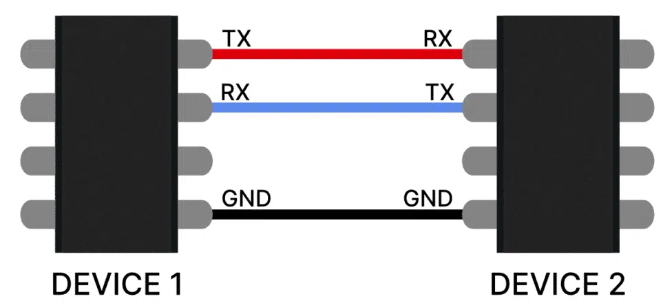 TX RX
RX TX
GND GND
DEVICE 1 DEVICE 2